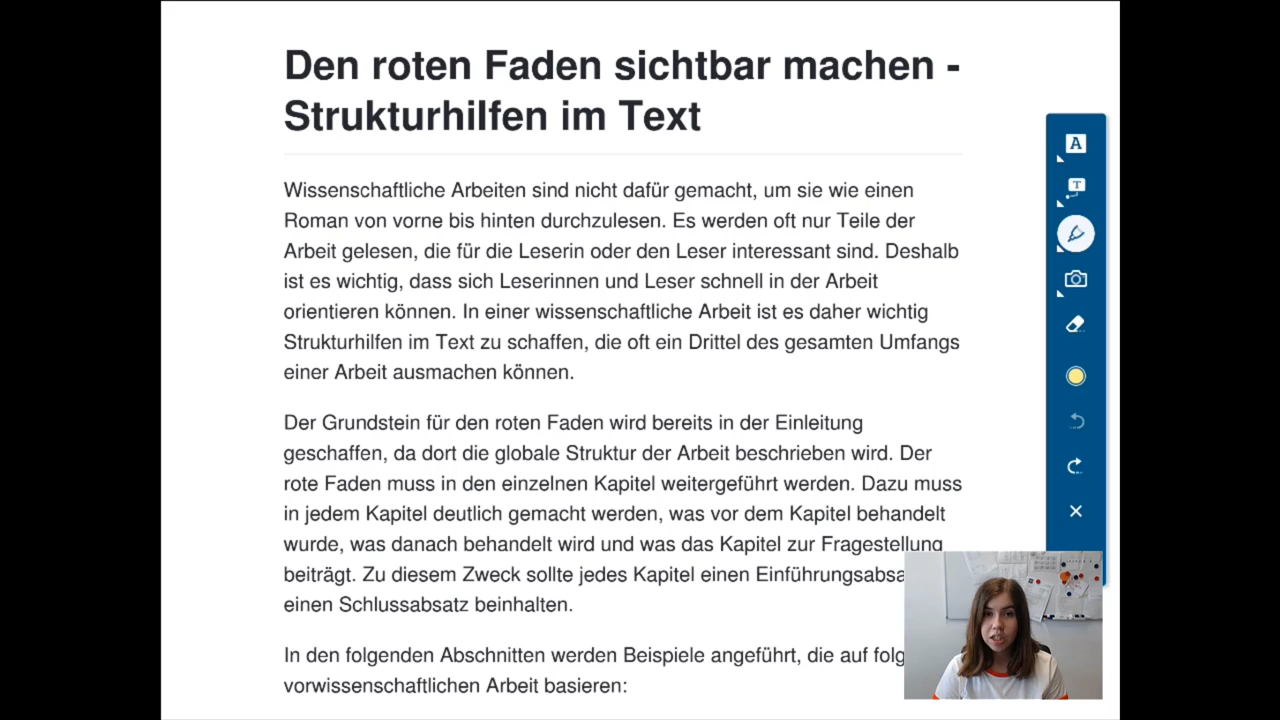 Den roten Faden sichtbar machen -
Strukturhilfen im Text
Wissenschaftliche Arbeiten sind nicht dafür gemacht, um sie wie einen
Roman von vorne bis hinten durchzulesen. Es werden oft nur Teile der
Arbeit gelesen, die für die Leserin oder den Leser interessant sind. Deshalb
ist es wichtig, dass sich Leserinnen und Leser schnell in der Arbeit
orientieren können. In einer wissenschaftliche Arbeit ist es daher wichtig
Strukturhilfen im Text zu schaffen, die oft ein Drittel des gesamten Umfangs
einer Arbeit ausmachen können.
Der Grundstein für den roten Faden wird bereits in der Einleitung
geschaffen, da dort die globale Struktur der Arbeit beschrieben wird. Der
rote Faden muss in den einzelnen Kapitel weitergeführt werden. Dazu muss
in jedem Kapitel deutlich gemacht werden, was vor dem Kapitel behandelt
wurde, was danach behandelt wird und was das Kapitel zur Fragestellung
beiträgt. Zu diesem Zweck sollte jedes Kapitel einen
einen Schlussabsatz beinhalten.
In den folgenden Abschnitten werden Beispiele angeführt, die auf
vorwissenschaftlichen Arbeit basieren:
A
T